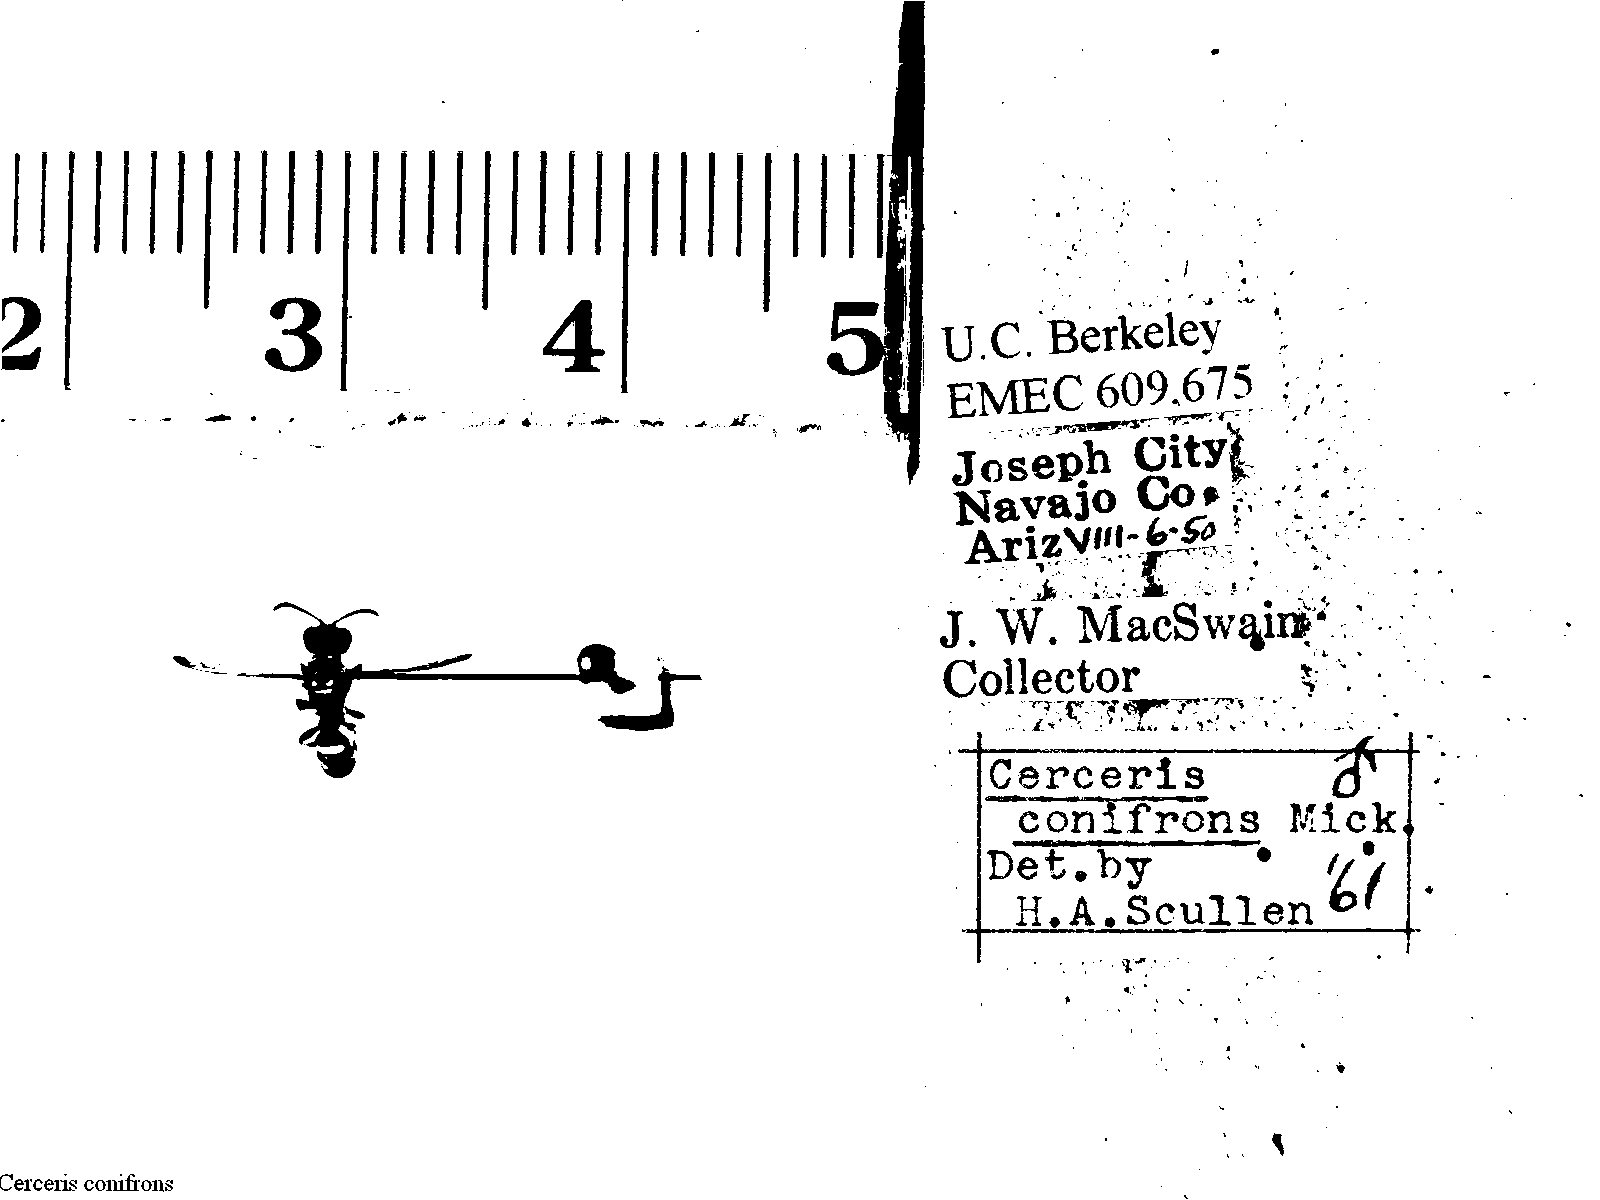 2 3 4 5
U.C. Berkeley
EMEC 609,675
Joseph City
Navajo Co.
Ariz VIII-6-50
J. W. MacSwain
Collector
Cerceris ♂
conifrons Mick.
Det.by
H.A.Scullen '61
Cerceris conifrons